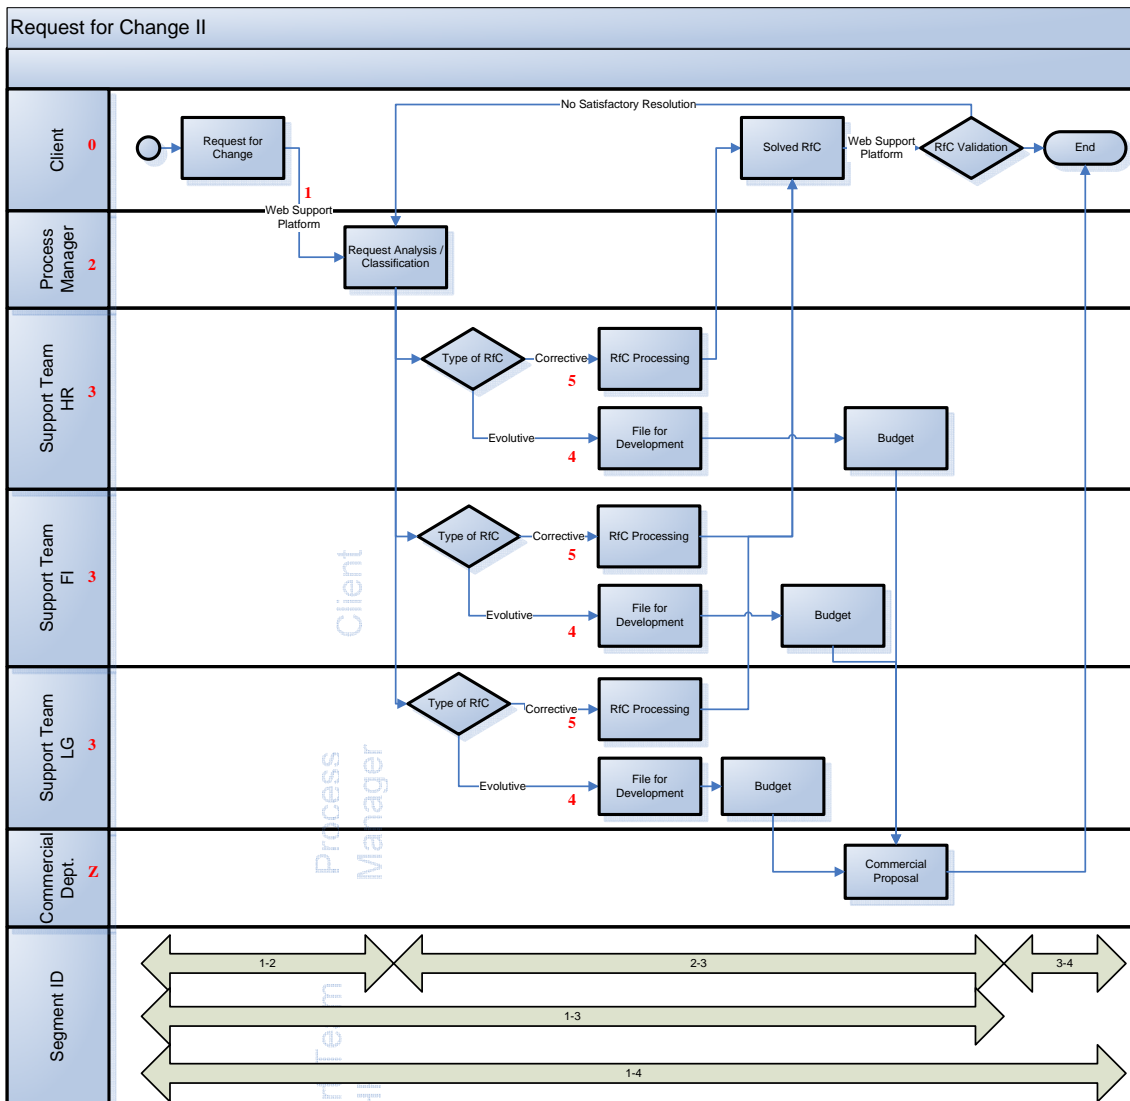 Request for Change II
Client
0
Request for
Change
1
Web Support
Platform
No Satisfactory Resolution
Solved RfC
Web Support
Platform
RfC Validation
End
Process
Manager
2
Request Analysis /
Classification
Support Team
HR
3
Type of RfC
Corrective
5
RfC Processing
Evolutive
4
File for
Development
Budget
Support Team
FI
3
Type of RfC
Corrective
5
RfC Processing
Evolutive
4
File for
Development
Budget
Client
Support Team
LG
3
Type of RfC
Corrective
5
RfC Processing
Evolutive
4
File for
Development
Budget
Process
Manager
Commercial
Dept.
Z
Commercial
Proposal
Segment ID
1-2
2-3
3-4
1-3
1-4